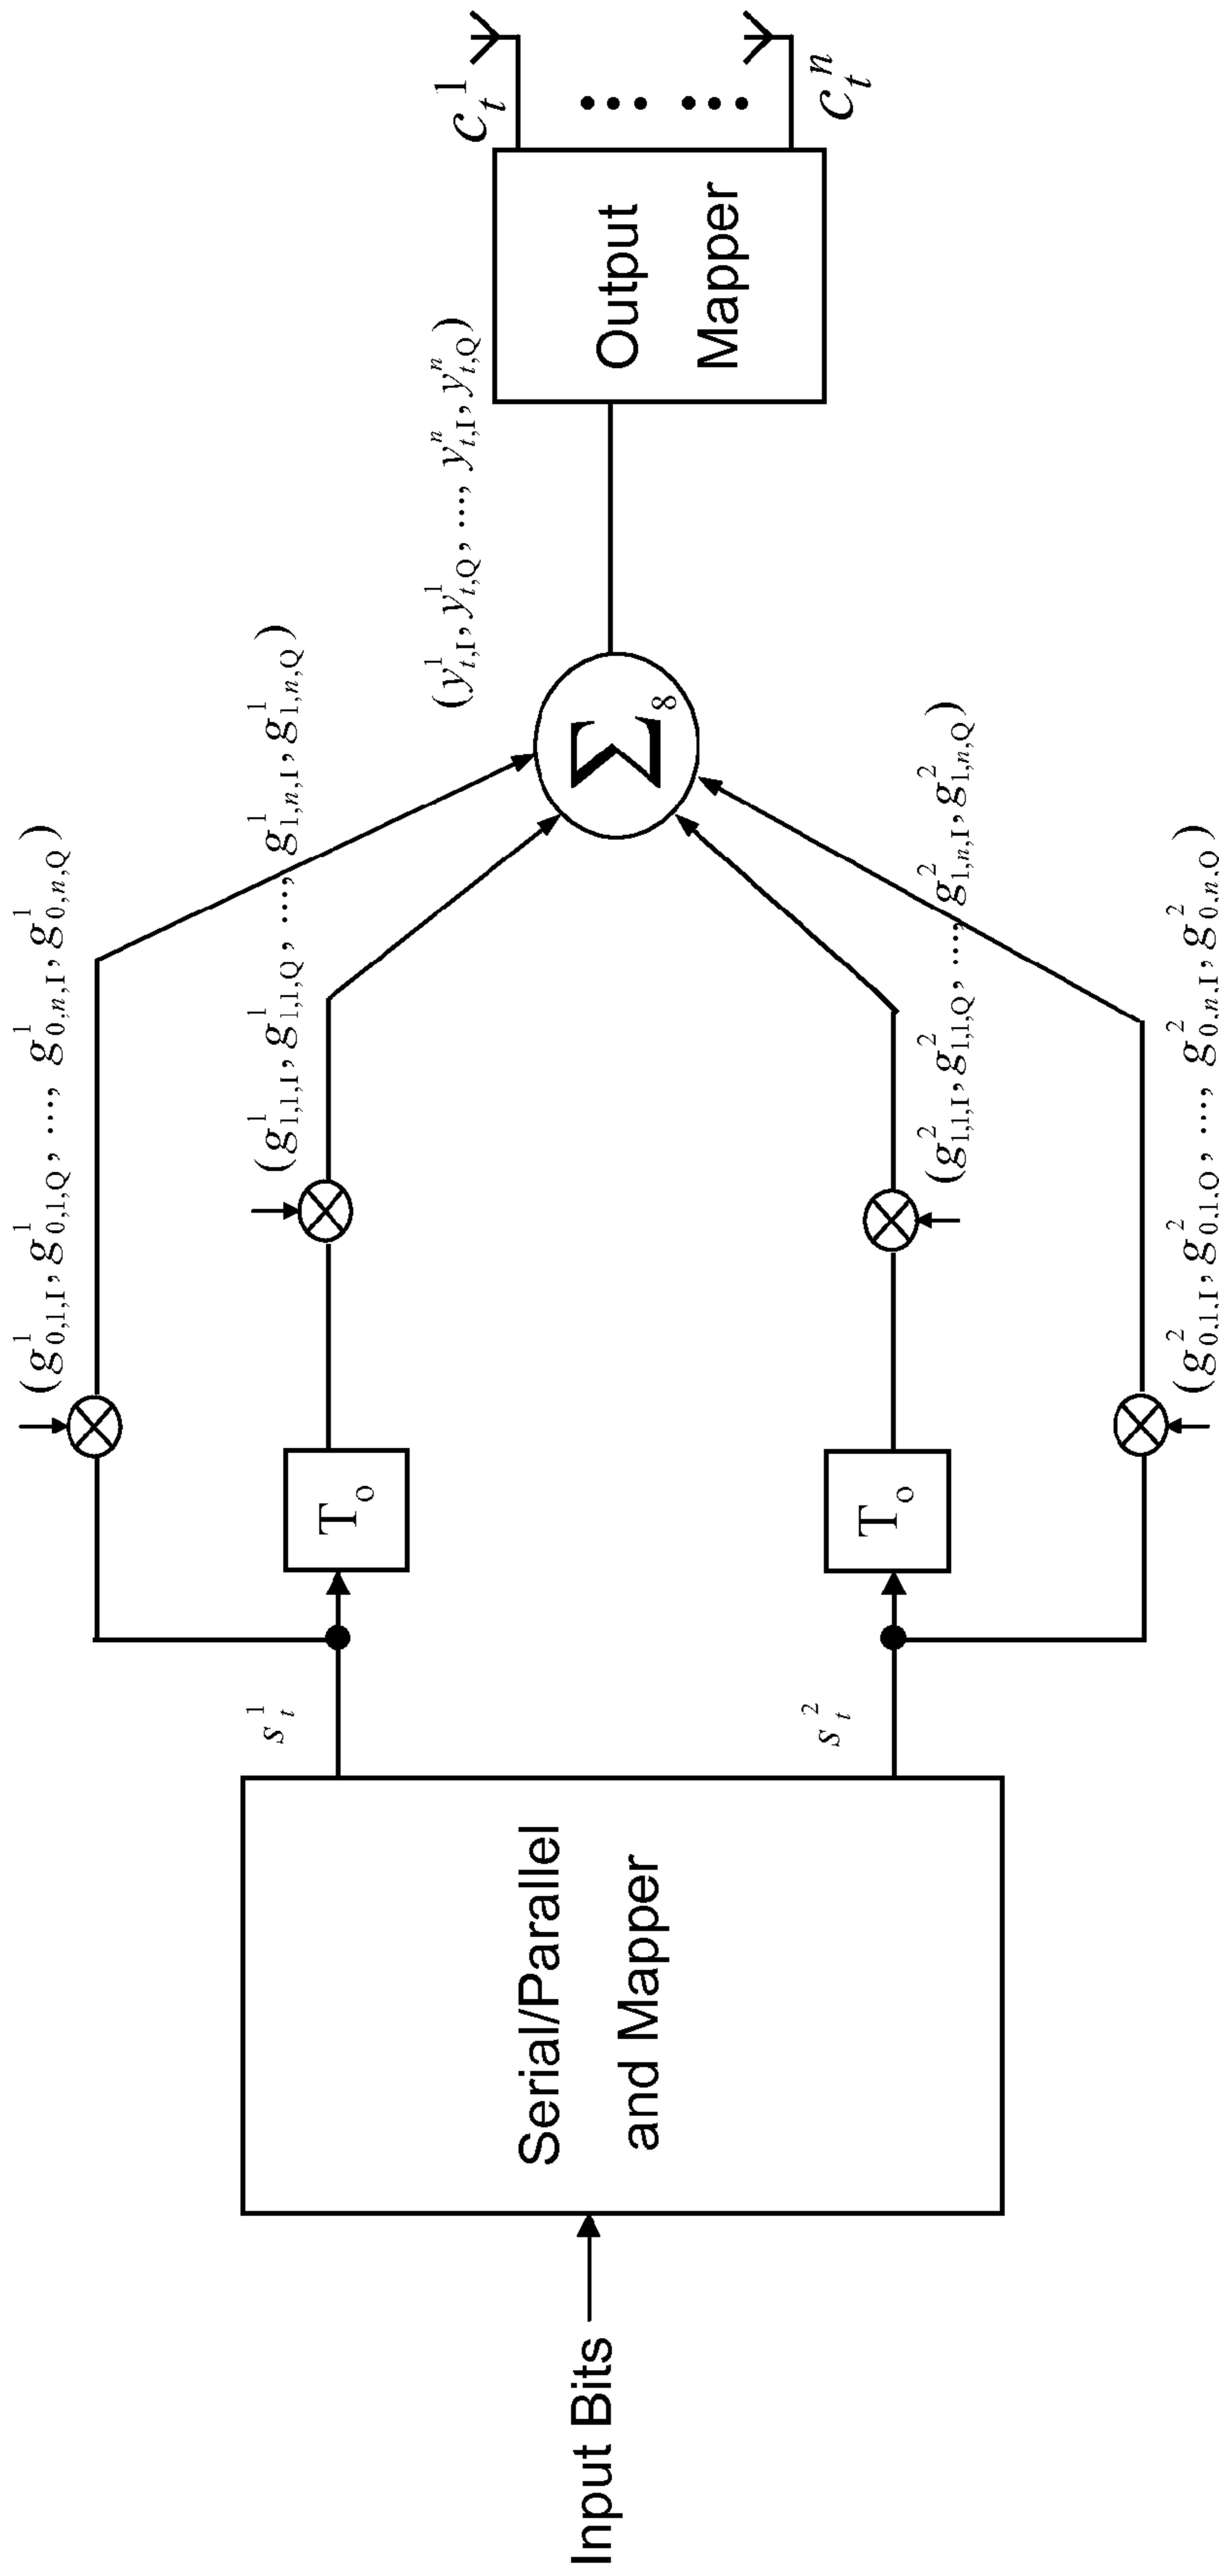 Input Bits
Serial/Parallel
and Mapper
s_t^1
s_t^2
T_o
T_o
(g^1_{0,1,I}, g^1_{0,1,Q}, ..., g^1_{0,n,I}, g^1_{0,n,Q})
(g^1_{1,1,I}, g^1_{1,1,Q}, ..., g^1_{1,n,I}, g^1_{1,n,Q})
(g^2_{1,1,I}, g^2_{1,1,Q}, ..., g^2_{1,n,I}, g^2_{1,n,Q})
(g^2_{0,1,I}, g^2_{0,1,Q}, ..., g^2_{0,n,I}, g^2_{0,n,Q})
Σ_8
(y^1_{t,I}, y^1_{t,Q}, ..., y^n_{t,I}, y^n_{t,Q})
Output
Mapper
c_t^1
c_t^n